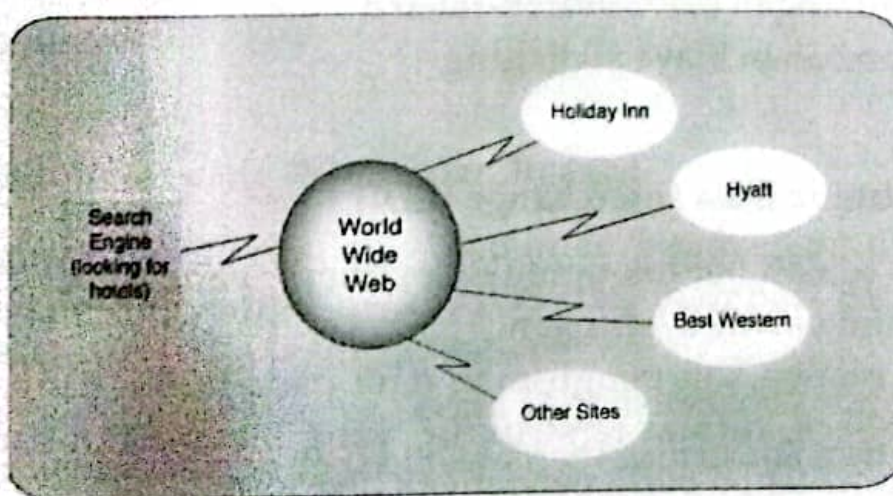 Search
Engine
(looking for
hotels)
World
Wide
Web
Holiday Inn
Hyatt
Best Western
Other Sites